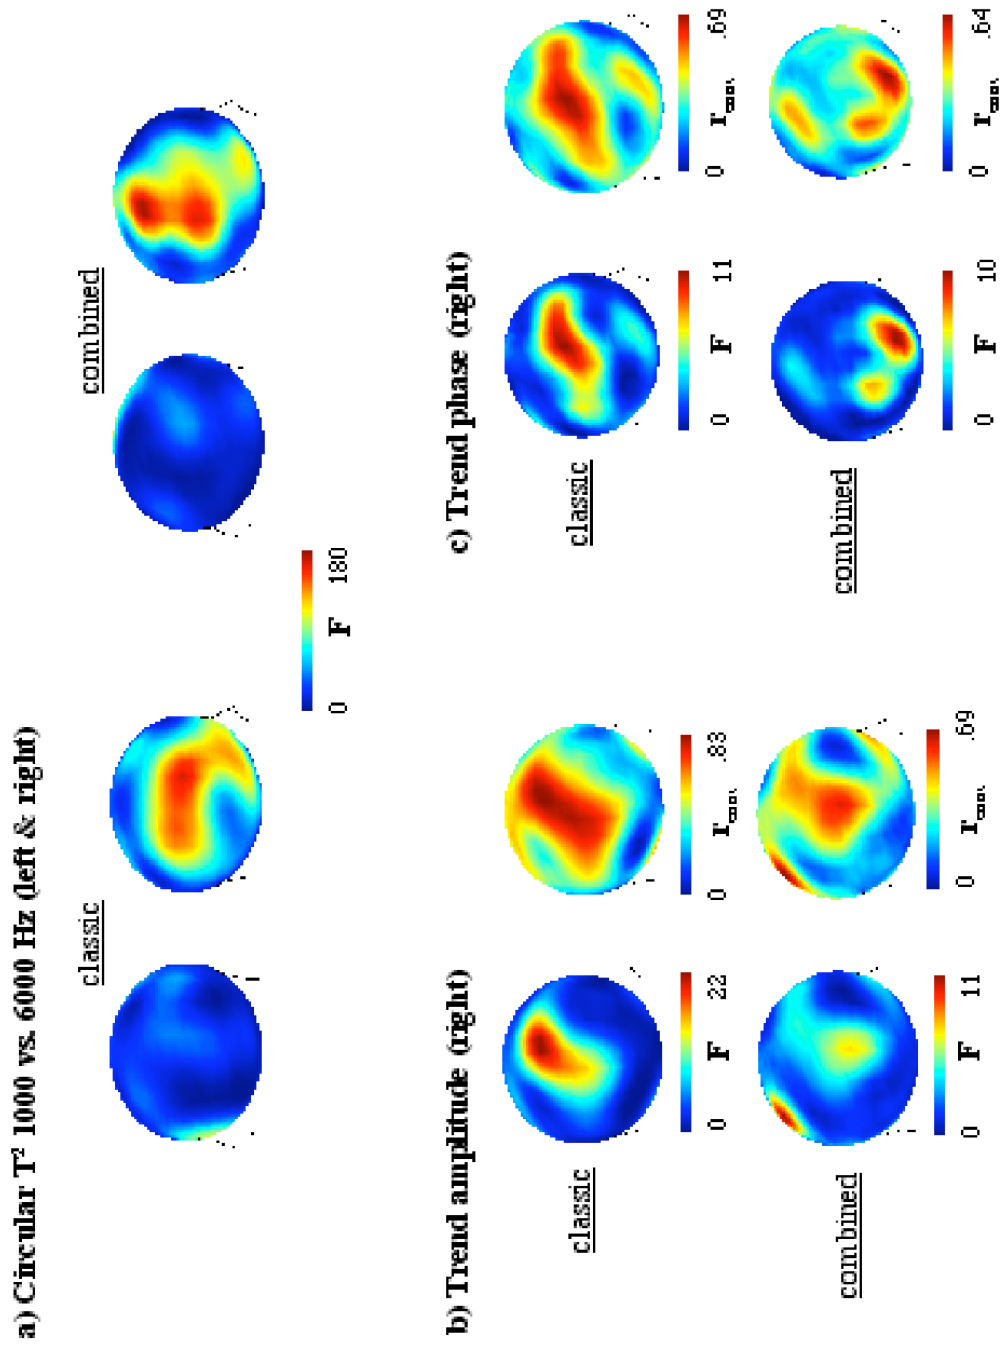 a) Circular T² 1000 vs. 6000 Hz (left & right)
classic
combined
0 F 180
b) Trend amplitude (right)
classic
0 F 22
0 r .83
combined
0 F 11
0 r .69
c) Trend phase (right)
classic
0 F 11
0 r .69
combined
0 F 10
0 r .64